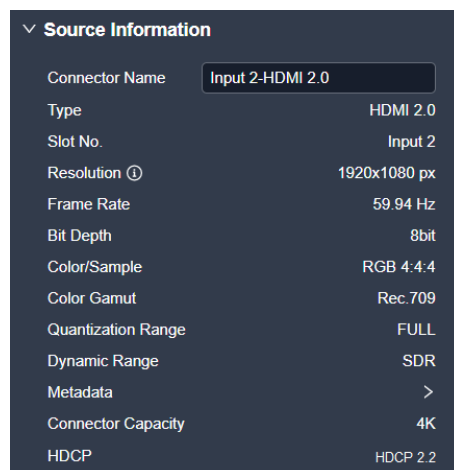 Source Information
Connector Name Input 2-HDMI 2.0
Type HDMI 2.0
Slot No. Input 2
Resolution 1920x1080 px
Frame Rate 59.94 Hz
Bit Depth 8bit
Color/Sample RGB 4:4:4
Color Gamut Rec.709
Quantization Range FULL
Dynamic Range SDR
Metadata >
Connector Capacity 4K
HDCP HDCP 2.2